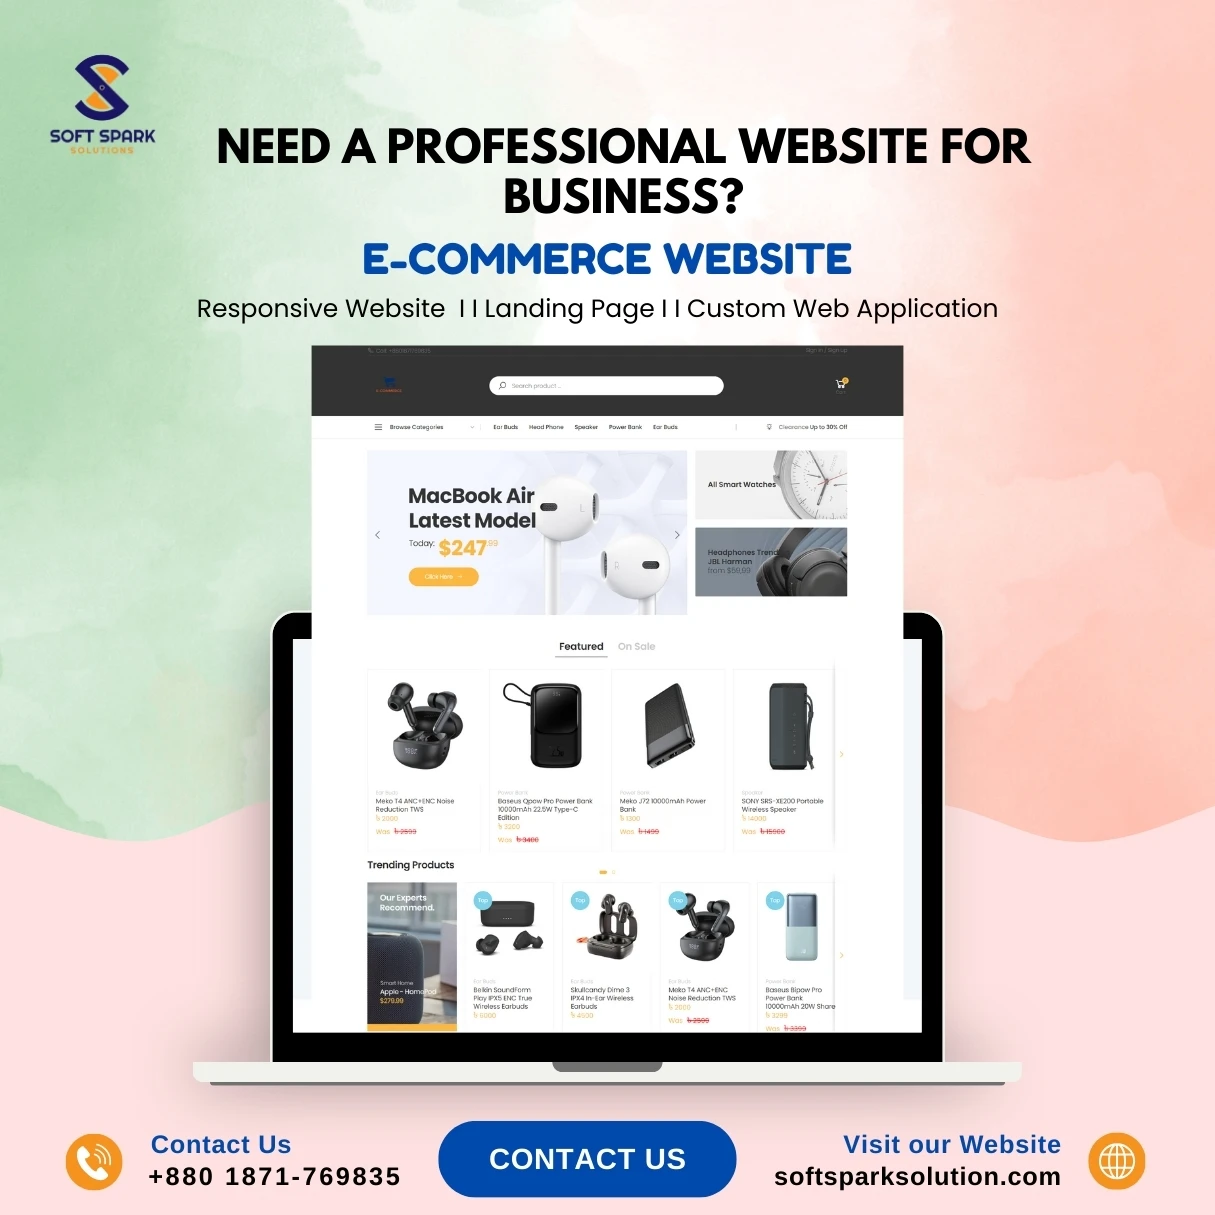 SOFT SPARK
SOLUTIONS
NEED A PROFESSIONAL WEBSITE FOR
BUSINESS?
E-COMMERCE WEBSITE
Responsive Website I I Landing Page I I Custom Web Application
Sign in / Sign up
Search product...
Browse Categories
Ear Buds Head Phone Speaker Power Bank Ear Buds
Clearance Up to 30% Off
MacBook Air
Latest Model
Today: $247.99
Click Here
All Smart Watches
Headphones Trend
JBL Harman
from $59,99
Featured On Sale
Ear Buds
Meko T4 ANC+ENC Noise
Reduction TWS
৳ 2000
Was ৳ 2599
Power Bank
Baseus Qpow Pro Power Bank
10000mAh 22.5W Type-C
Edition
৳ 3200
Was ৳ 3400
Power Bank
Meko J72 10000mAh Power
Bank
৳ 1300
Was ৳ 1499
Speaker
SONY SRS-XE200 Portable
Wireless Speaker
৳ 14000
Was ৳ 15900
Trending Products
Our Experts
Recommend.
Smart Home
Apple - HomePod
$279.99
Top
Ear Buds
Belkin SoundForm
Play IPX5 ENC True
Wireless Earbuds
৳ 5000
Top
Ear Buds
Skullcandy Dime 3
IPX4 In-Ear Wireless
Earbuds
৳ 4500
Top
Ear Buds
Meko T4 ANC+ENC
Noise Reduction TWS
৳ 2000
Was ৳ 2599
Top
Power Bank
Baseus Bipow Pro
Power Bank
10000mAh 20W Share
৳ 3299
Was ৳ 3399
Contact Us
+880 1871-769835
CONTACT US
Visit our Website
softsparksolution.com